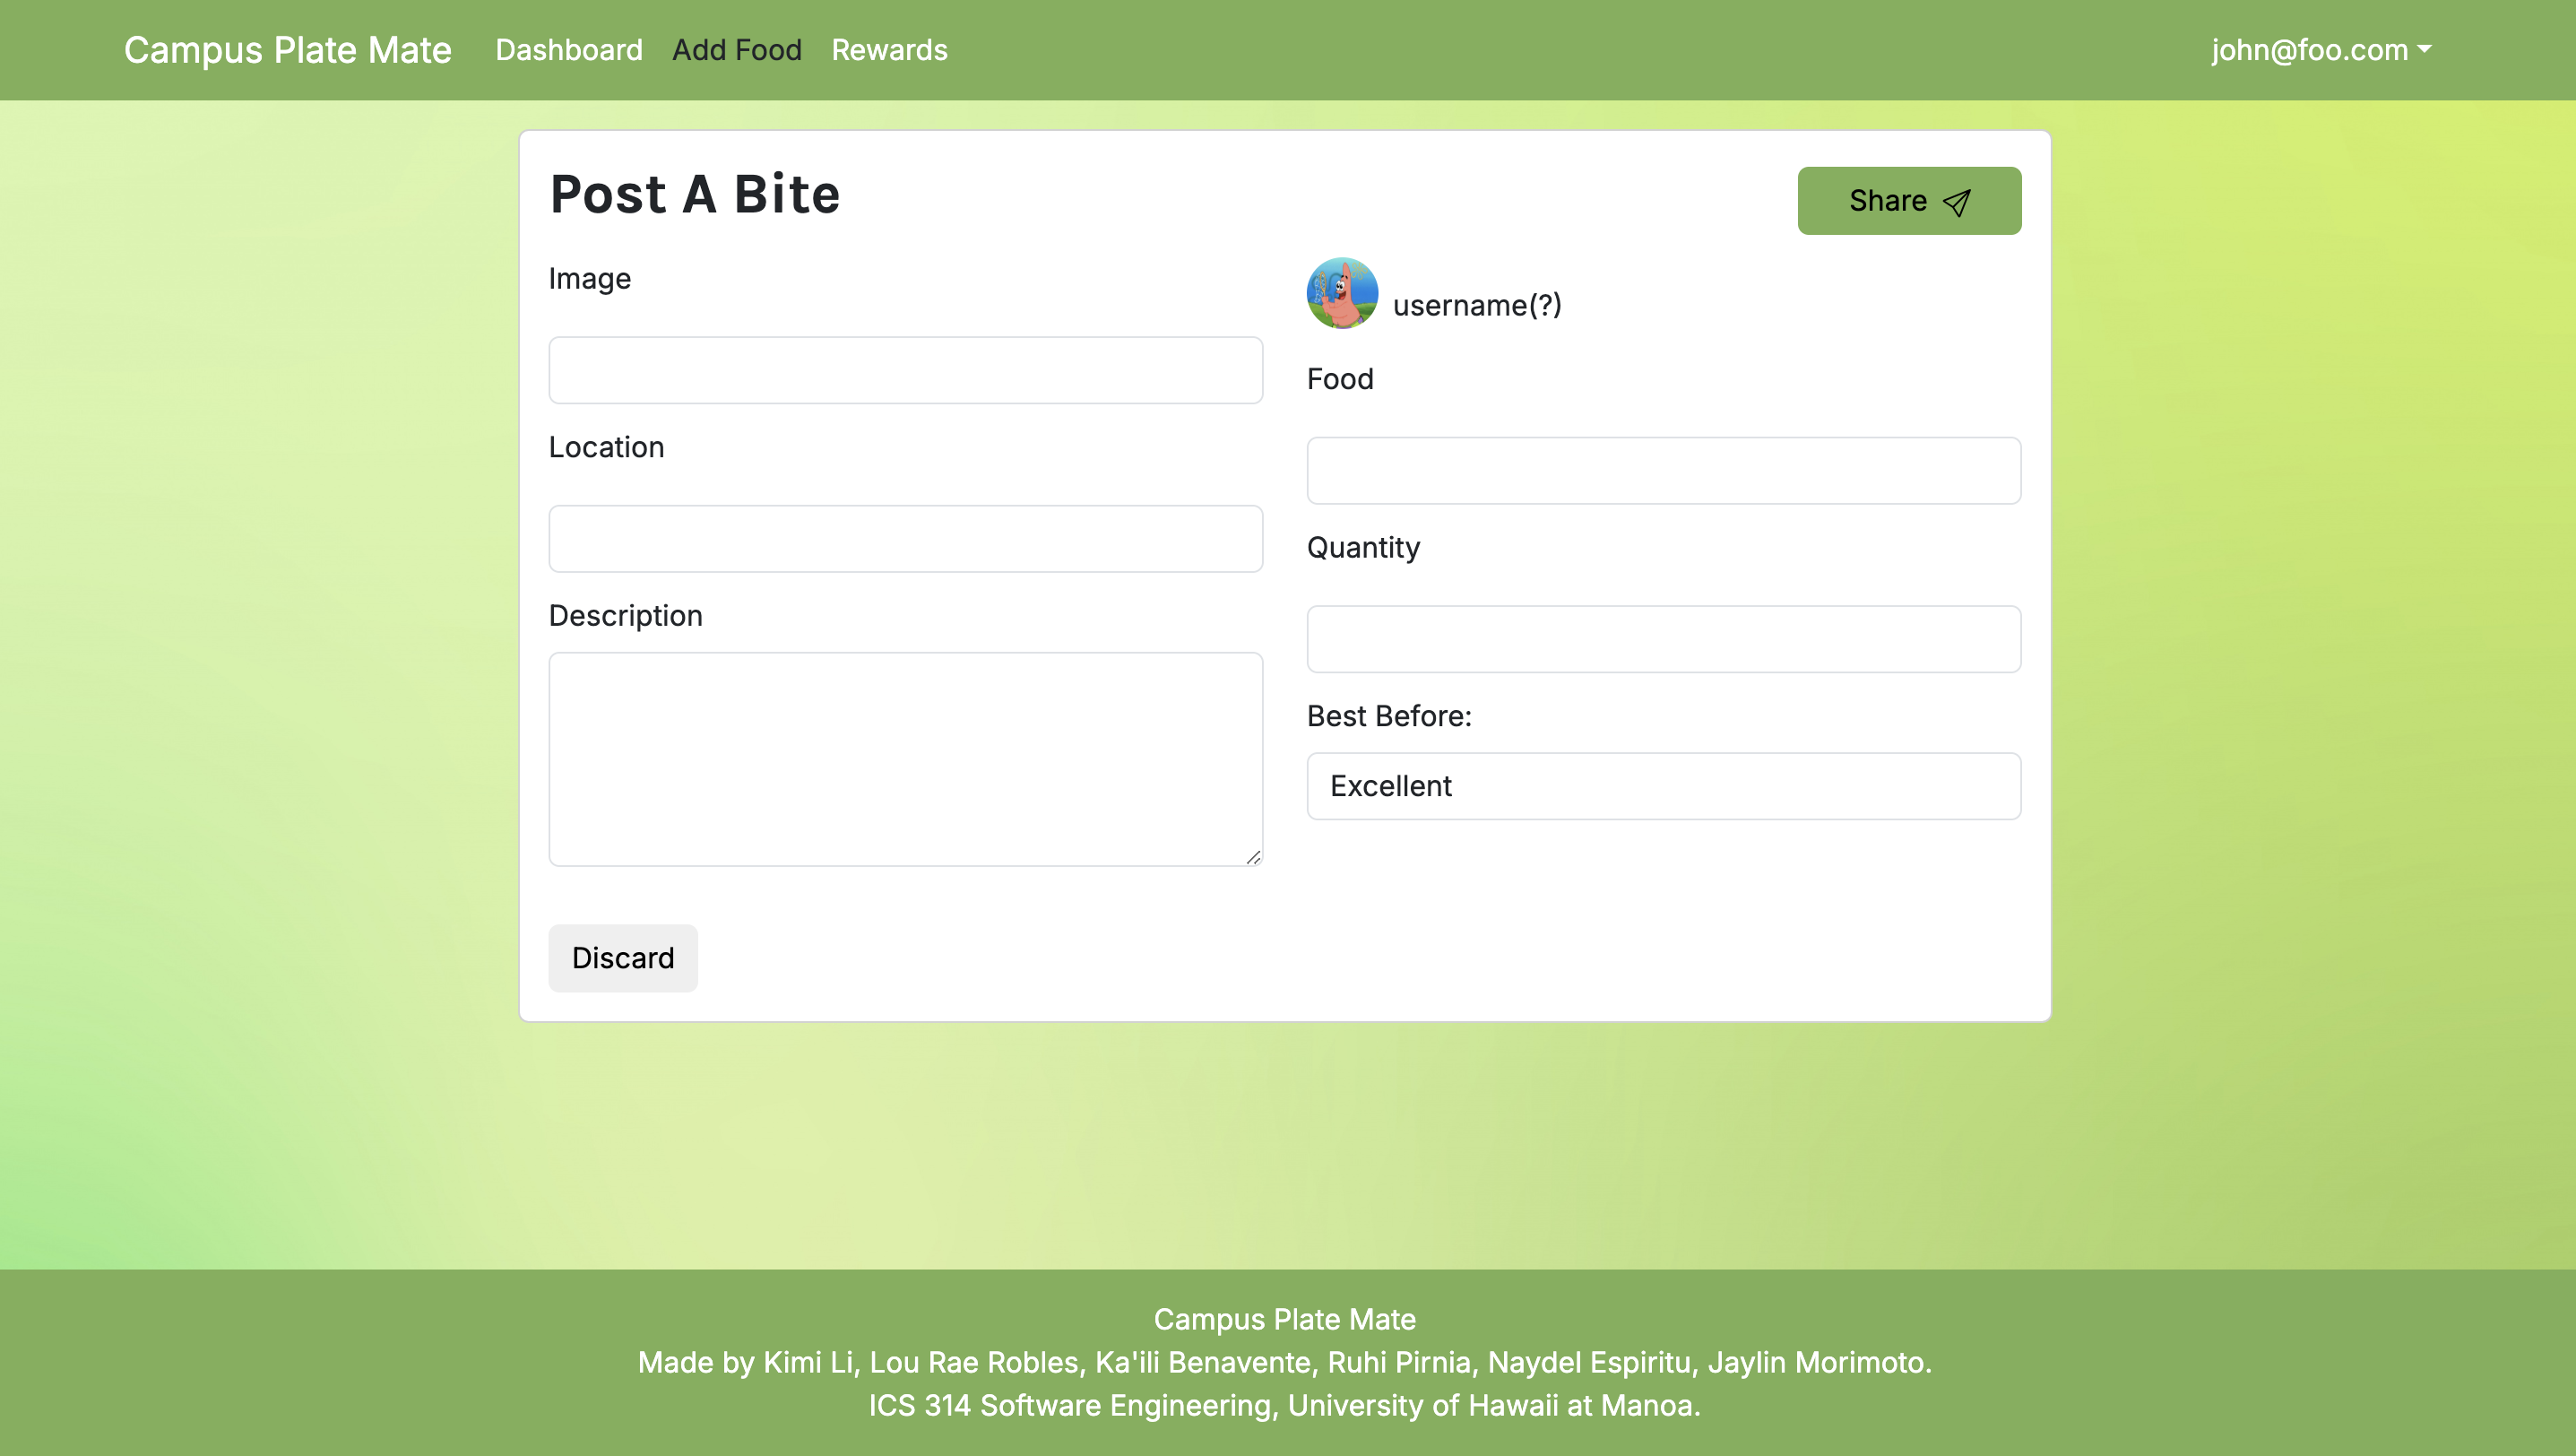 Campus Plate Mate Dashboard Add Food Rewards john@foo.com
Post A Bite
Share
Image
Location
Description
username(?)
Food
Quantity
Best Before:
Excellent
Discard
Campus Plate Mate
Made by Kimi Li, Lou Rae Robles, Ka'ili Benavente, Ruhi Pirnia, Naydel Espiritu, Jaylin Morimoto.
ICS 314 Software Engineering, University of Hawaii at Manoa.